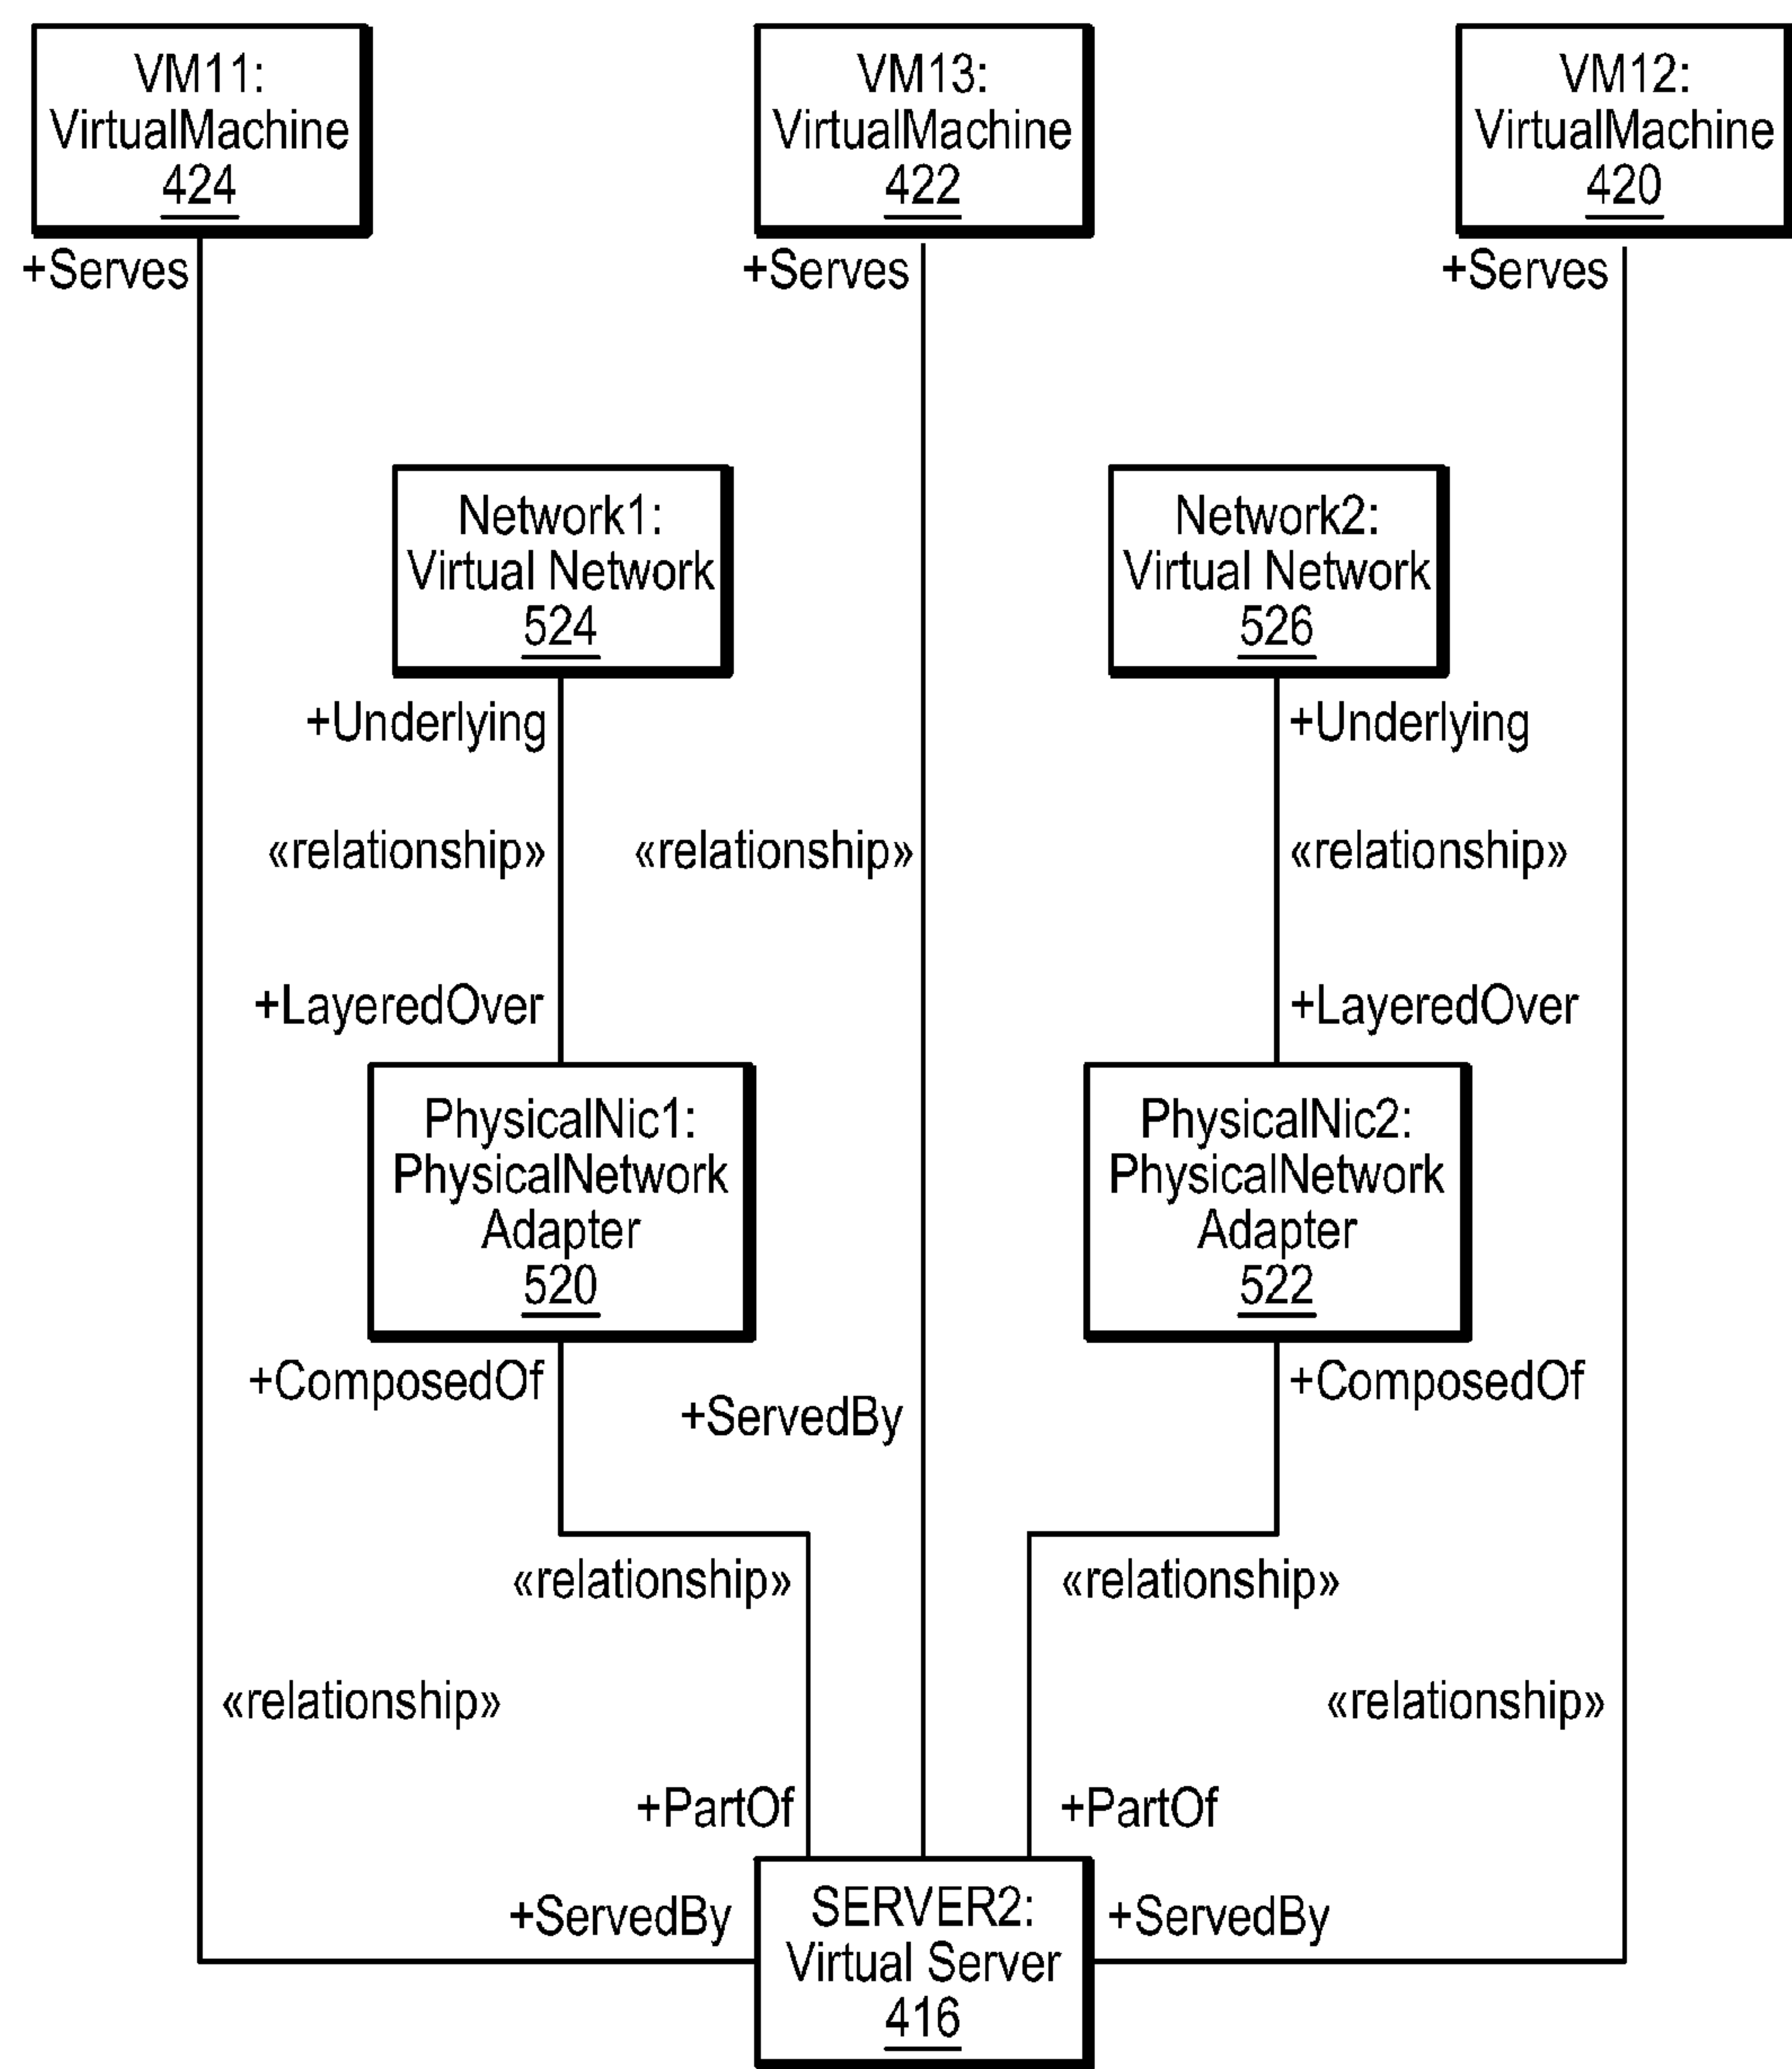 VM11:
VirtualMachine
424
VM13:
VirtualMachine
422
VM12:
VirtualMachine
420
+Serves
+Serves
+Serves
Network1:
Virtual Network
524
Network2:
Virtual Network
526
+Underlying
+Underlying
«relationship»
«relationship»
«relationship»
+LayeredOver
+LayeredOver
PhysicalNic1:
PhysicalNetwork
Adapter
520
PhysicalNic2:
PhysicalNetwork
Adapter
522
+ComposedOf
+ServedBy
+ComposedOf
«relationship»
«relationship»
«relationship»
«relationship»
+PartOf
+PartOf
+ServedBy
SERVER2:
Virtual Server
416
+ServedBy